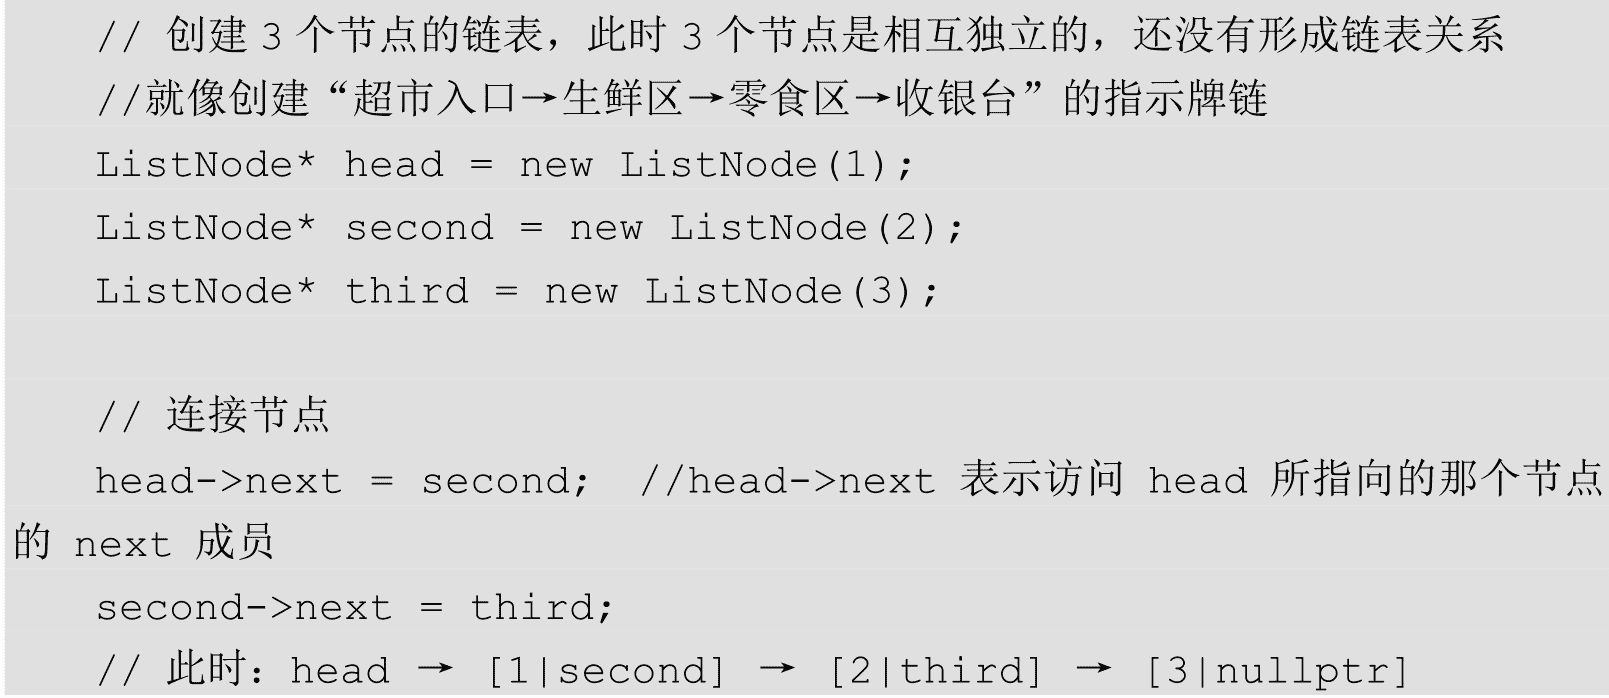 // 创建 3 个节点的链表，此时 3 个节点是相互独立的，还没有形成链表关系
//就像创建“超市入口→生鲜区→零食区→收银台”的指示牌链
ListNode* head = new ListNode(1);
ListNode* second = new ListNode(2);
ListNode* third = new ListNode(3);
// 连接节点
head->next = second;  //head->next 表示访问 head 所指向的那个节点
的 next 成员
second->next = third;
// 此时：head → [1|second] → [2|third] → [3|nullptr]